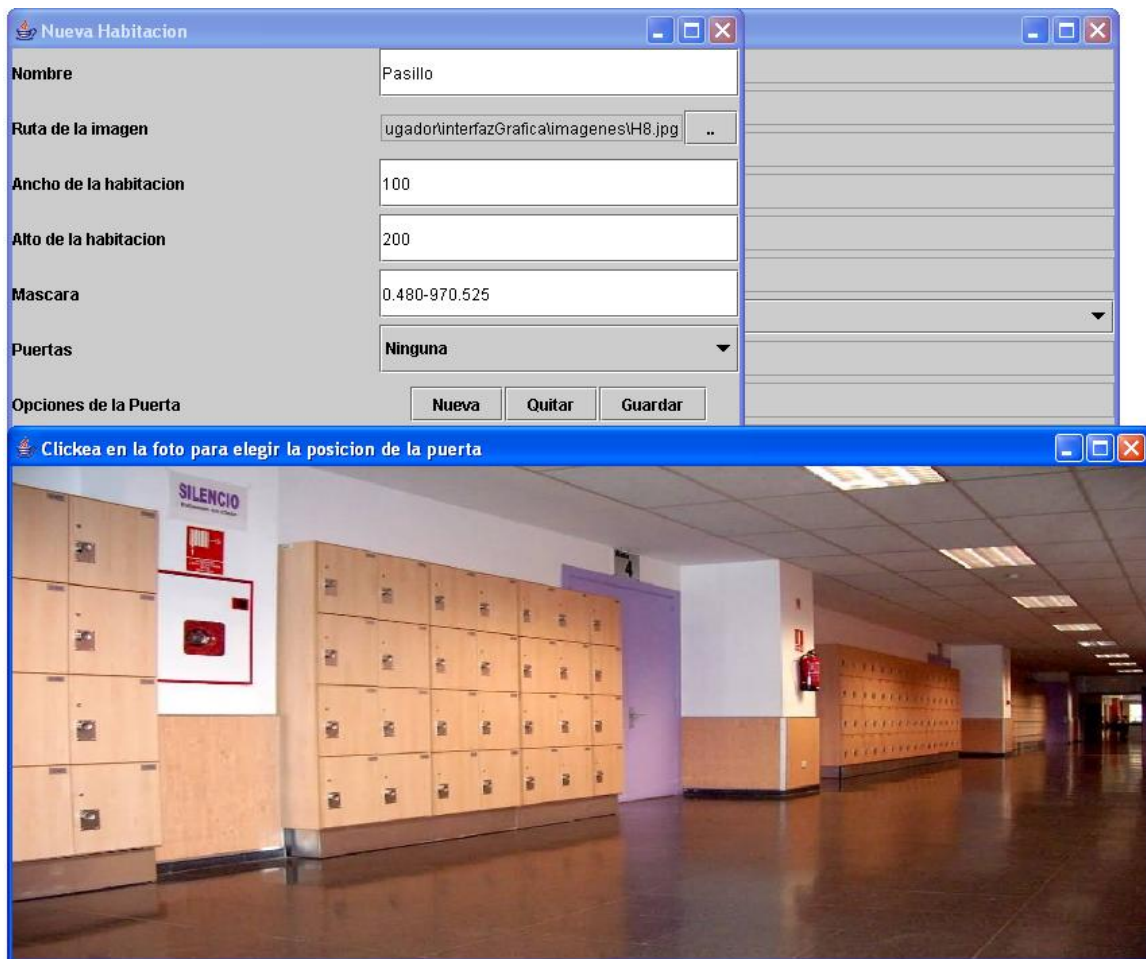 Nueva Habitacion
Nombre
Pasillo
Ruta de la imagen
ugador\interfazGrafica\imagenes\H8.jpg
..
Ancho de la habitacion
100
Alto de la habitacion
200
Mascara
0.480-970.525
Puertas
Ninguna
Opciones de la Puerta
Nueva Quitar Guardar
Clickea en la foto para elegir la posicion de la puerta
SILENCIO
4